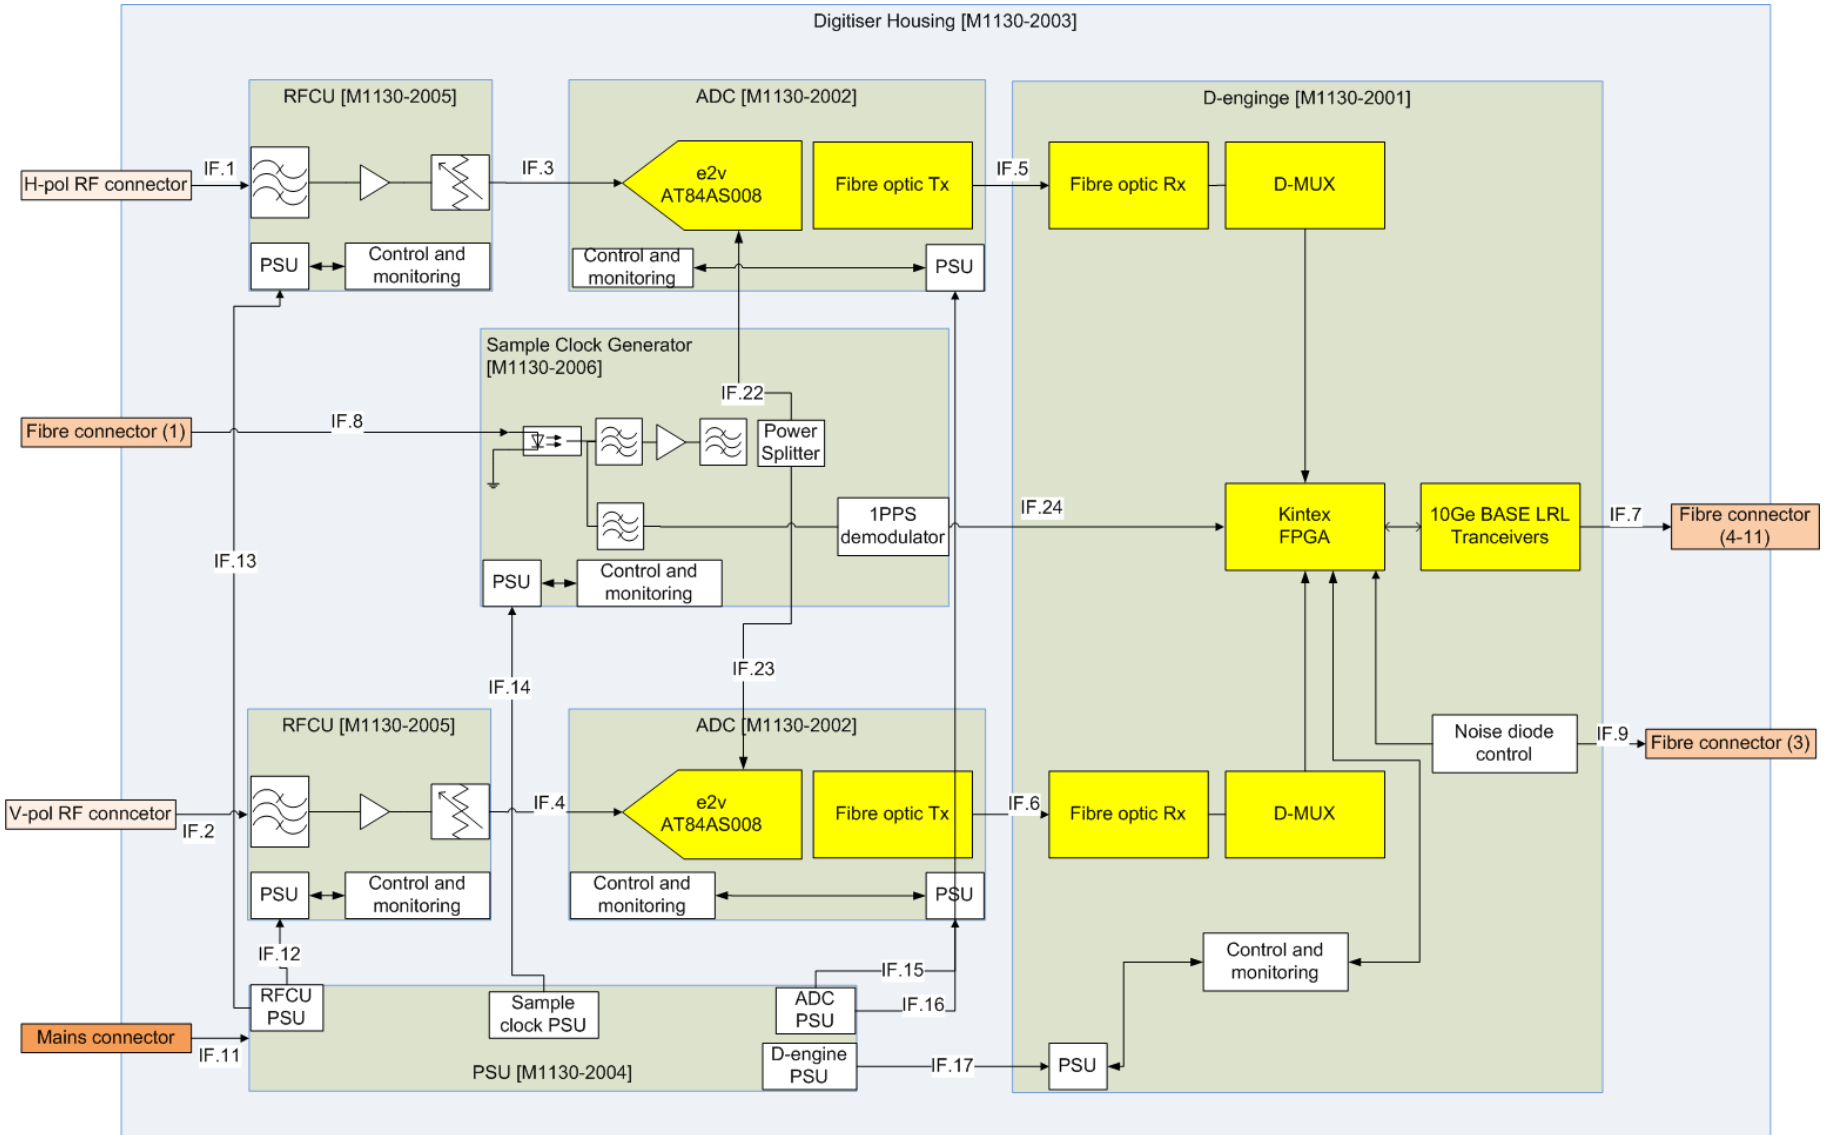 Digitiser Housing [M1130-2003]
RFCU [M1130-2005]
ADC [M1130-2002]
D-enginge [M1130-2001]
H-pol RF connector
IF.1
IF.3
e2v
AT84AS008
Fibre optic Tx
IF.5
Fibre optic Rx
D-MUX
PSU
Control and
monitoring
Control and
monitoring
PSU
Sample Clock Generator
[M1130-2006]
IF.22
Fibre connector (1)
IF.8
Power
Splitter
1PPS
demodulator
IF.24
Kintex
FPGA
10Ge BASE LRL
Tranceivers
IF.7
Fibre connector
(4-11)
IF.13
PSU
Control and
monitoring
IF.23
IF.14
RFCU [M1130-2005]
ADC [M1130-2002]
Noise diode
control
IF.9
Fibre connector (3)
V-pol RF conncetor
IF.2
IF.4
e2v
AT84AS008
Fibre optic Tx
IF.6
Fibre optic Rx
D-MUX
PSU
Control and
monitoring
Control and
monitoring
PSU
IF.12
IF.15
Control and
monitoring
RFCU
PSU
Sample
clock PSU
ADC
PSU
IF.16
Mains connector
IF.11
PSU [M1130-2004]
D-engine
PSU
IF.17
PSU